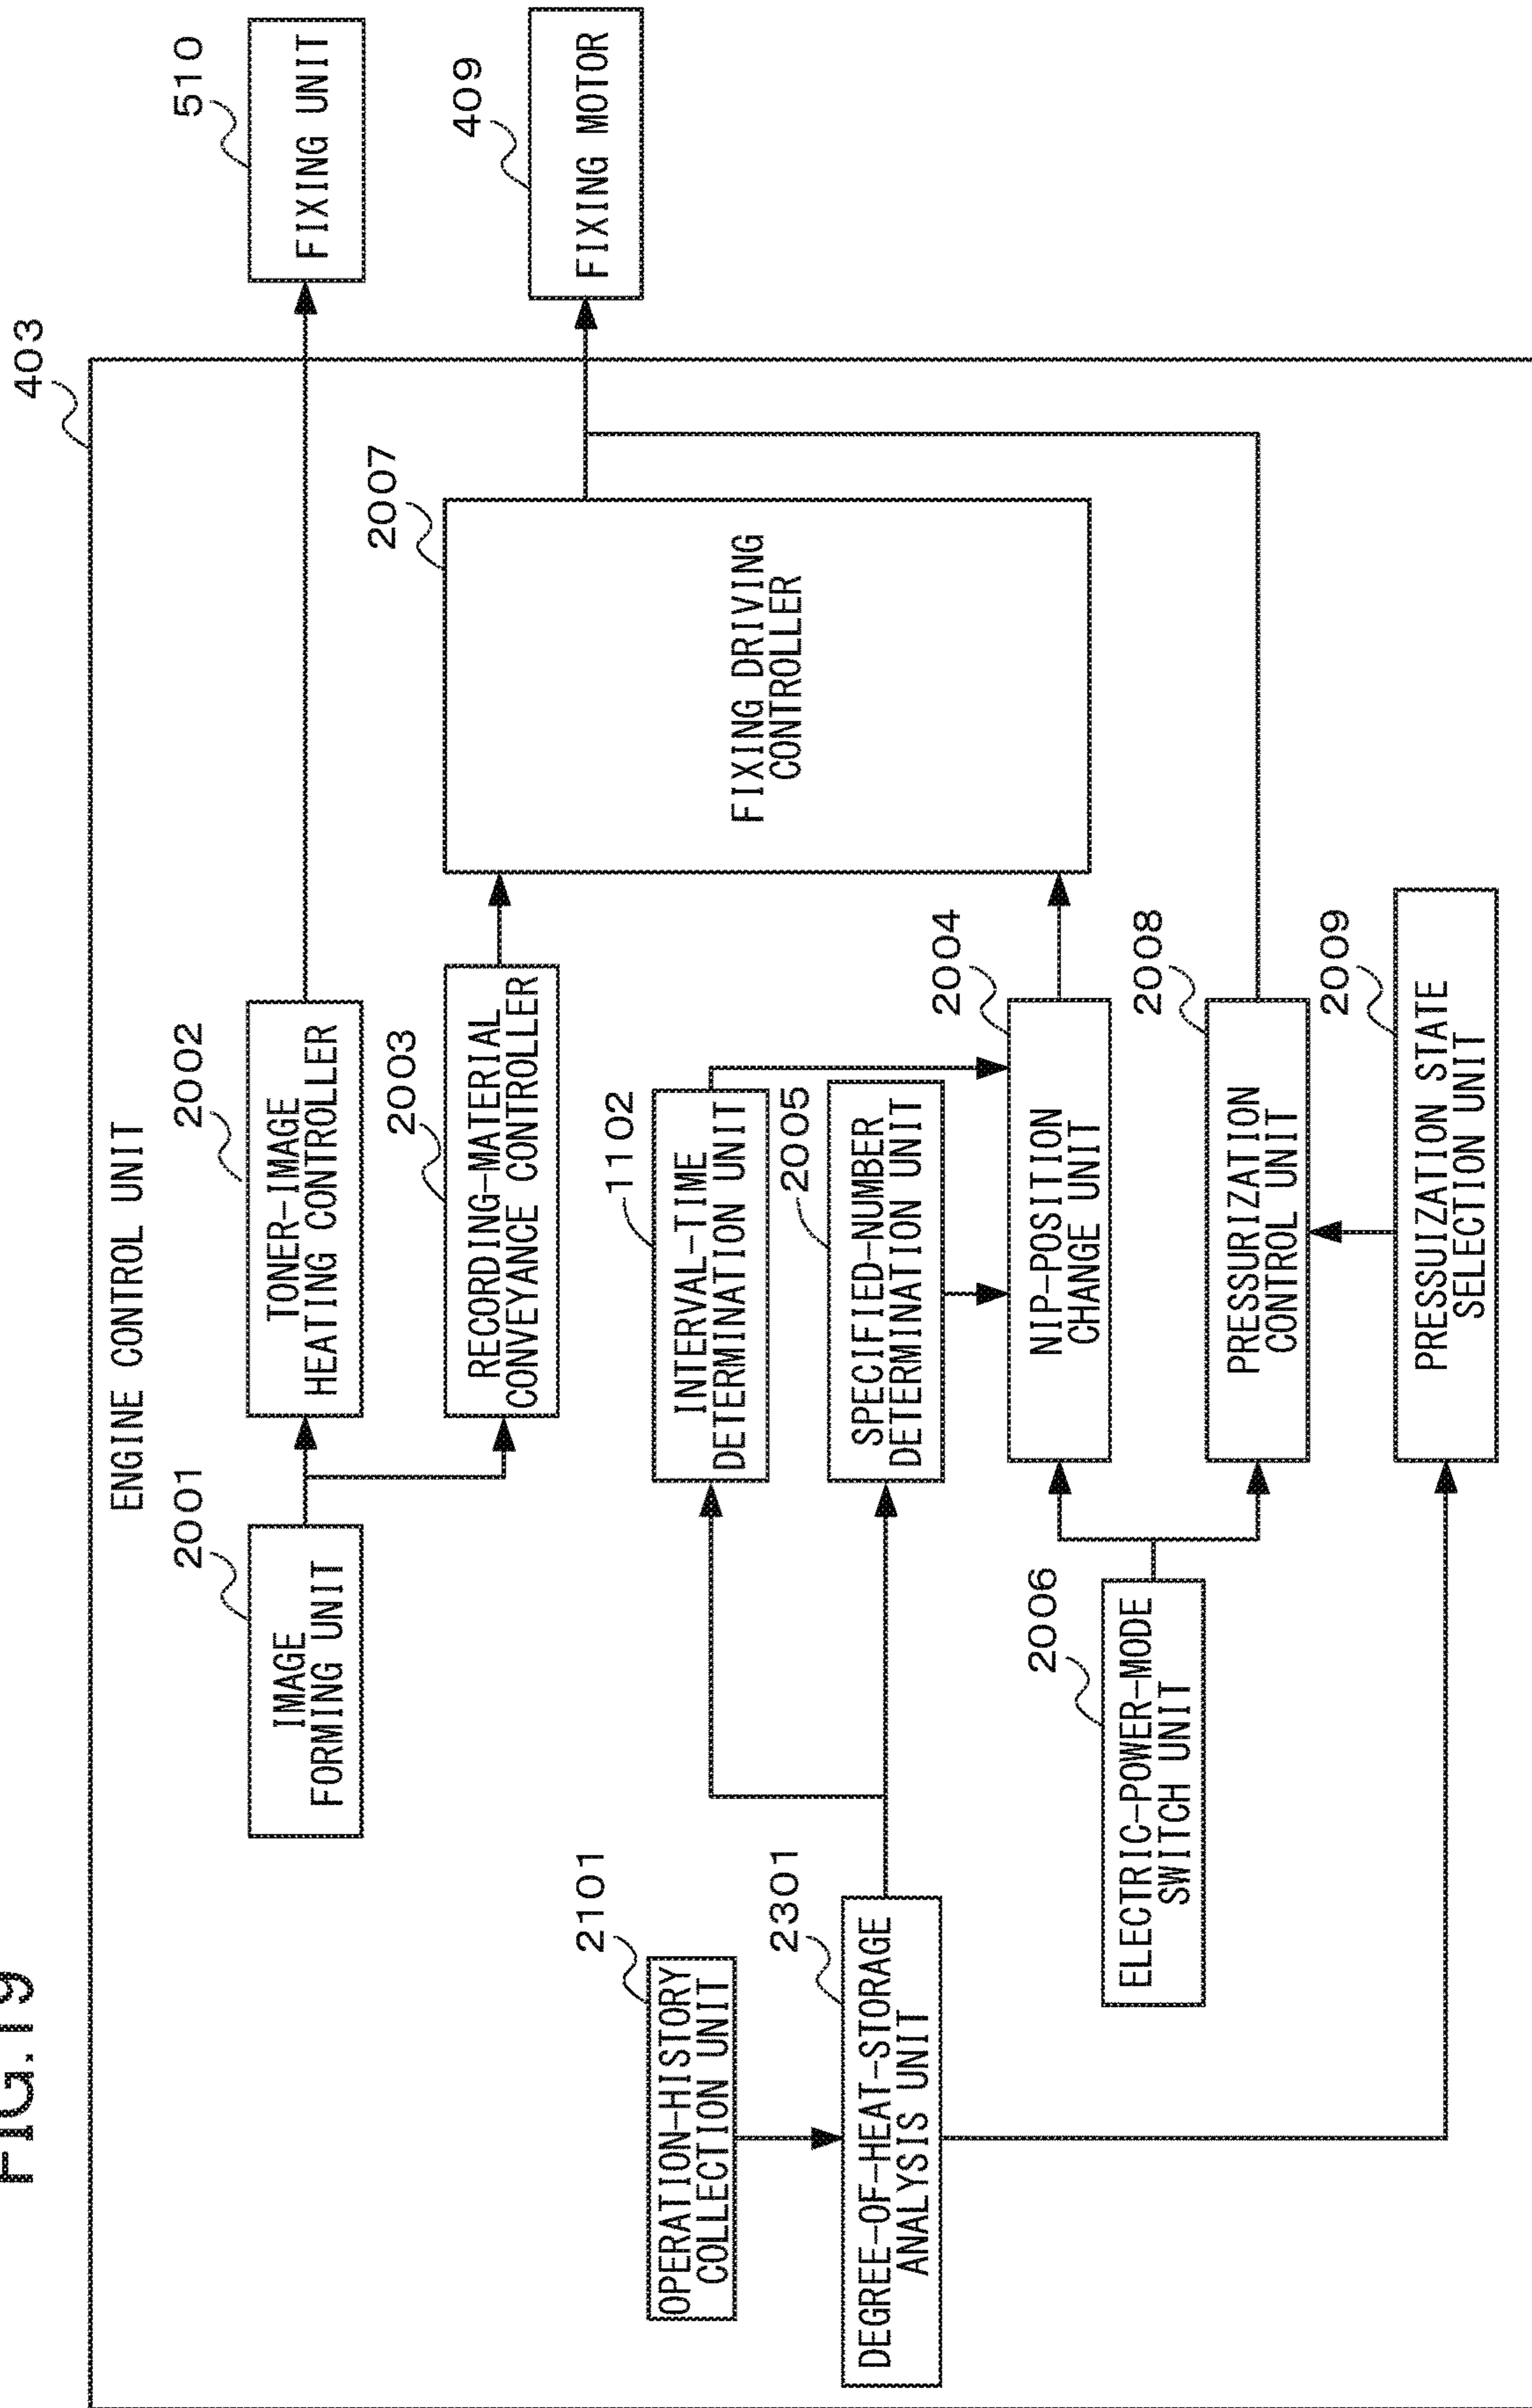 FIG.19
ENGINE CONTROL UNIT
403
2001
IMAGE
FORMING UNIT
2002
TONER-IMAGE
HEATING CONTROLLER
510
FIXING UNIT
2003
RECORDING-MATERIAL
CONVEYANCE CONTROLLER
2007
FIXING DRIVING
CONTROLLER
409
FIXING MOTOR
2101
OPERATION-HISTORY
COLLECTION UNIT
1102
INTERVAL-TIME
DETERMINATION UNIT
2301
DEGREE-OF-HEAT-STORAGE
ANALYSIS UNIT
2005
SPECIFIED-NUMBER
DETERMINATION UNIT
2004
NIP-POSITION
CHANGE UNIT
2006
ELECTRIC-POWER-MODE
SWITCH UNIT
2008
PRESSURIZATION
CONTROL UNIT
2009
PRESSUIZATION STATE
SELECTION UNIT